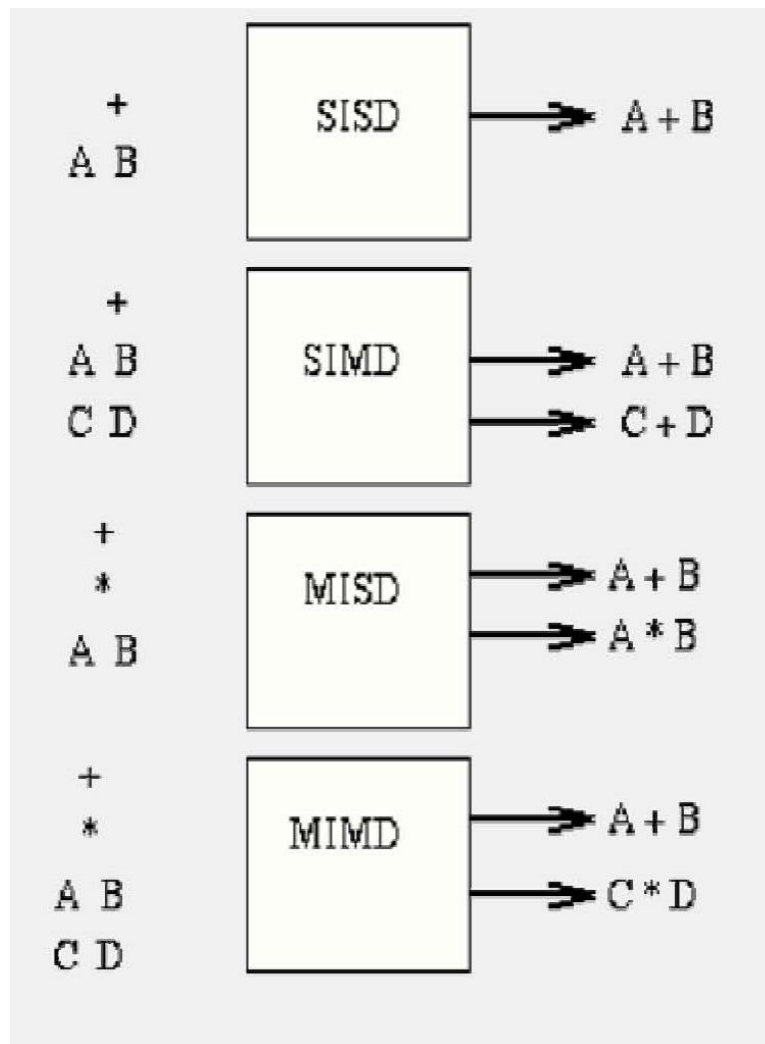 +
A B
SISD
A + B
+
A B
C D
SIMD
A + B
C + D
+
*
A B
MISD
A + B
A * B
+
*
A B
C D
MIMD
A + B
C * D